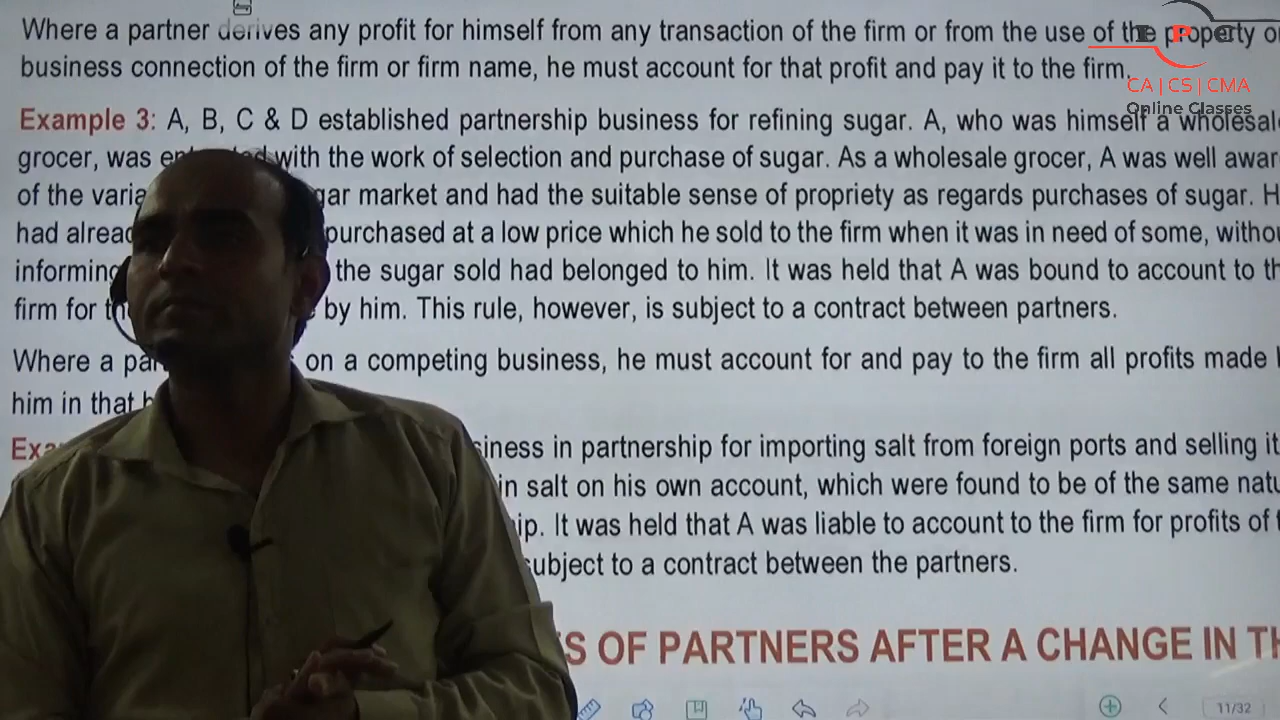 Where a partner derives any profit for himself from any transaction of the firm or from the use of the property
business connection of the firm or firm name, he must account for that profit and pay it to the firm.
CA | CS | CMA
Online Classes
Example 3: A, B, C & D established partnership business for refining sugar. A, who was himself a
grocer, was with the work of selection and purchase of sugar. As a wholesale grocer, A was well
of the market and had the suitable sense of propriety as regards purchases of sugar.
had purchased at a low price which he sold to the firm when it was in need of some,
informing the sugar sold had belonged to him. It was held that A was bound to account to
firm for by him. This rule, however, is subject to a contract between partners.
Where a on a competing business, he must account for and pay to the firm all profits made
him in that
in partnership for importing salt from foreign ports and selling it
in salt on his own account, which were found to be of the same
It was held that A was liable to account to the firm for profits of
subject to a contract between the partners.
OF PARTNERS AFTER A CHANGE IN
11/32